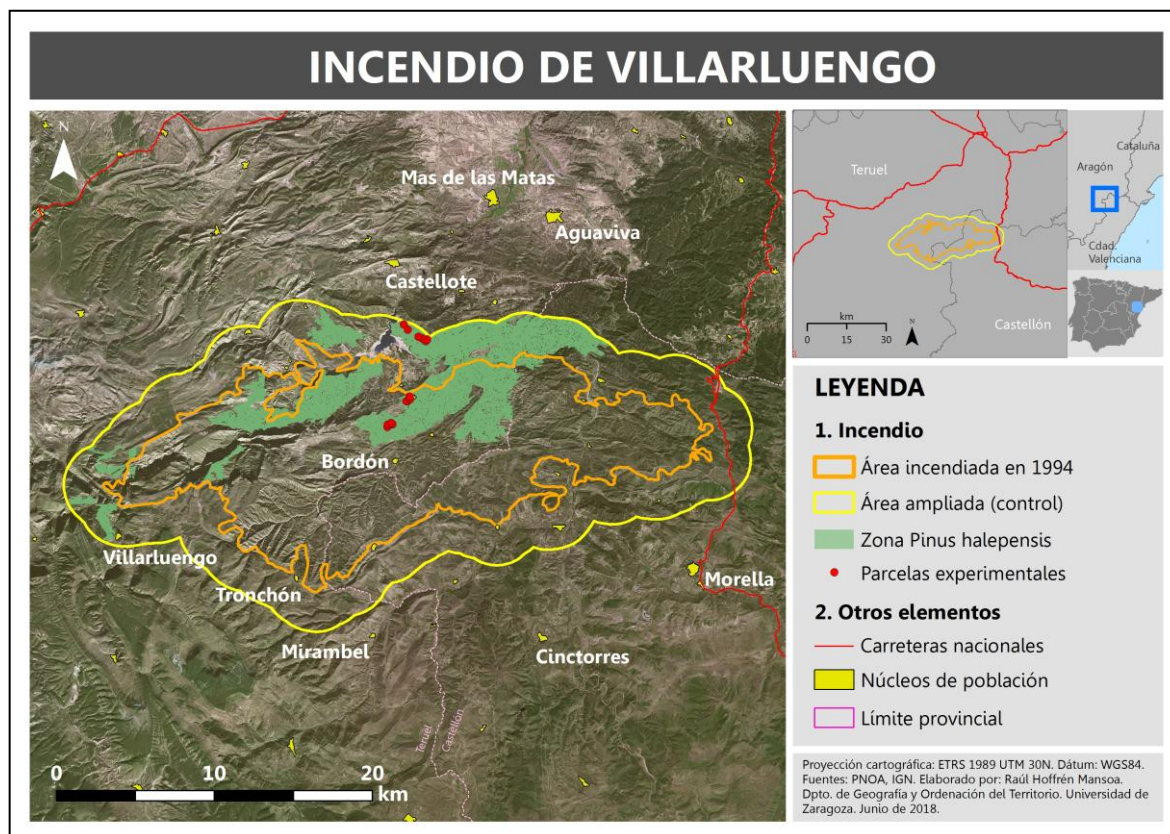 INCENDIO DE VILLARLUENGO
N
Mas de las Matas
Aguaviva
Castellote
Bordón
Villarluengo
Tronchón
Morella
Mirambel
Cinctorres
Teruel
Castellón
0 10 20
km
Teruel
Castellón
km
0 15 30
N
Cataluña
Aragón
Cdad.
Valenciana
LEYENDA
1. Incendio
Área incendiada en 1994
Área ampliada (control)
Zona Pinus halepensis
Parcelas experimentales
2. Otros elementos
Carreteras nacionales
Núcleos de población
Límite provincial
Proyección cartográfica: ETRS 1989 UTM 30N. Dátum: WGS84.
Fuentes: PNOA, IGN. Elaborado por: Raúl Hoffrén Mansoa.
Dpto. de Geografía y Ordenación del Territorio. Universidad de
Zaragoza. Junio de 2018.